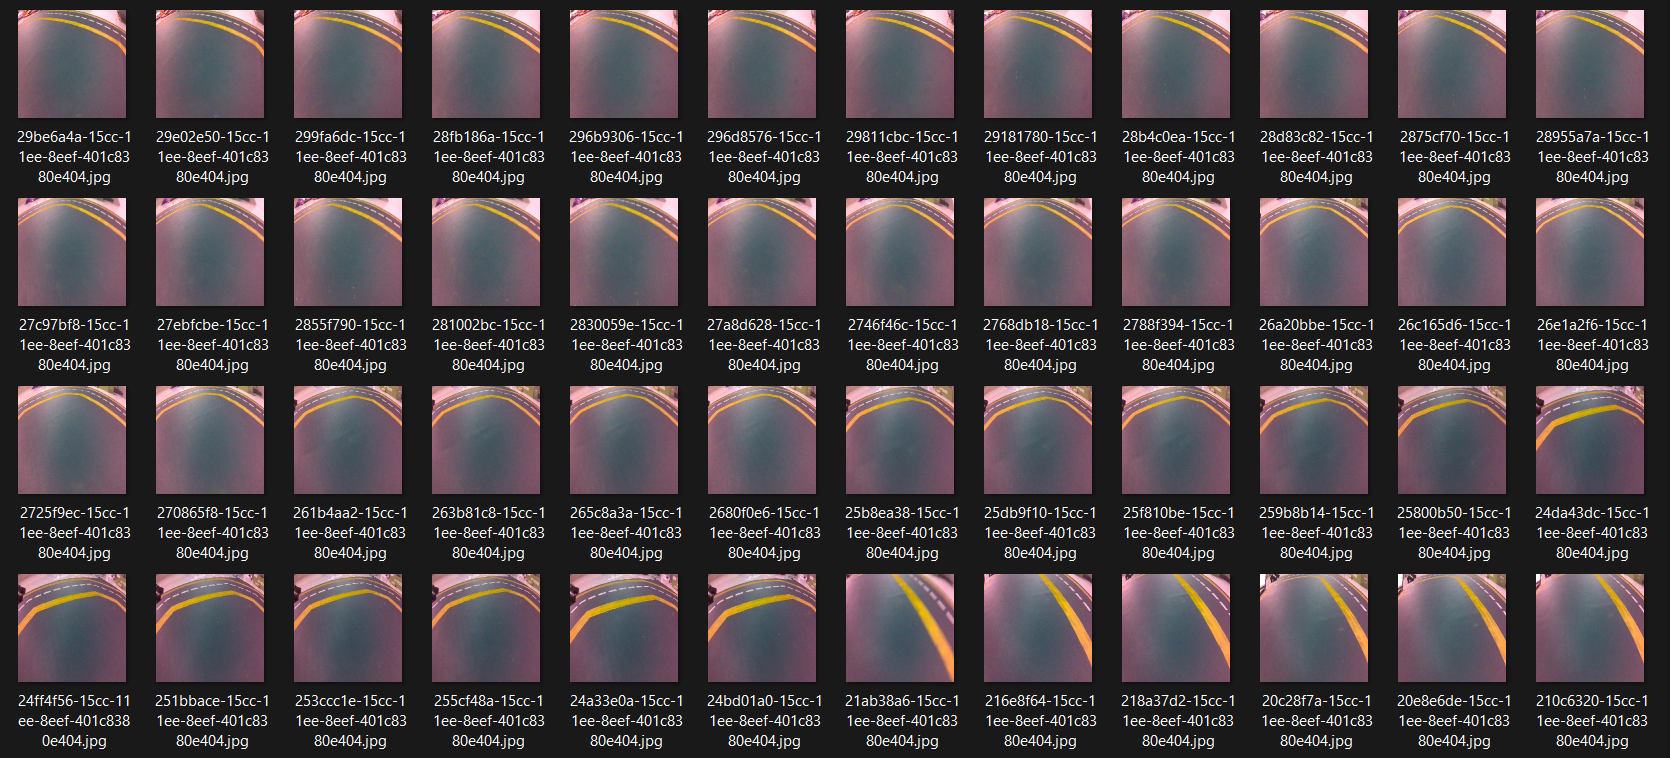 29be6a4a-15cc-1 29e02e50-15cc-1 299fa6dc-15cc-1 28fb186a-15cc-1 296b9306-15cc-1 296d8576-15cc-1 29811cbc-15cc-1 29181780-15cc-1 28b4c0ea-15cc-1 28d83c82-15cc-1 2875cf70-15cc-1 28955a7a-15cc-1
1ee-8eef-401c83 1ee-8eef-401c83 1ee-8eef-401c83 1ee-8eef-401c83 1ee-8eef-401c83 1ee-8eef-401c83 1ee-8eef-401c83 1ee-8eef-401c83 1ee-8eef-401c83 1ee-8eef-401c83 1ee-8eef-401c83 1ee-8eef-401c83
80e404.jpg 80e404.jpg 80e404.jpg 80e404.jpg 80e404.jpg 80e404.jpg 80e404.jpg 80e404.jpg 80e404.jpg 80e404.jpg 80e404.jpg 80e404.jpg
27c97bf8-15cc-1 27ebfcbe-15cc-1 2855f790-15cc-1 281002bc-15cc-1 2830059e-15cc-1 27a8d628-15cc-1 2746f46c-15cc-1 2768db18-15cc-1 2788f394-15cc-1 26a20bbe-15cc-1 26c165d6-15cc-1 26e1a2f6-15cc-1
1ee-8eef-401c83 1ee-8eef-401c83 1ee-8eef-401c83 1ee-8eef-401c83 1ee-8eef-401c83 1ee-8eef-401c83 1ee-8eef-401c83 1ee-8eef-401c83 1ee-8eef-401c83 1ee-8eef-401c83 1ee-8eef-401c83 1ee-8eef-401c83
80e404.jpg 80e404.jpg 80e404.jpg 80e404.jpg 80e404.jpg 80e404.jpg 80e404.jpg 80e404.jpg 80e404.jpg 80e404.jpg 80e404.jpg 80e404.jpg
2725f9ec-15cc-1 270865f8-15cc-1 261b4aa2-15cc-1 263b81c8-15cc-1 265c8a3a-15cc-1 2680f0e6-15cc-1 25b8ea38-15cc-1 25db9f10-15cc-1 25f810be-15cc-1 259b8b14-15cc-1 25800b50-15cc-1 24da43dc-15cc-1
1ee-8eef-401c83 1ee-8eef-401c83 1ee-8eef-401c83 1ee-8eef-401c83 1ee-8eef-401c83 1ee-8eef-401c83 1ee-8eef-401c83 1ee-8eef-401c83 1ee-8eef-401c83 1ee-8eef-401c83 1ee-8eef-401c83 1ee-8eef-401c83
80e404.jpg 80e404.jpg 80e404.jpg 80e404.jpg 80e404.jpg 80e404.jpg 80e404.jpg 80e404.jpg 80e404.jpg 80e404.jpg 80e404.jpg 80e404.jpg
24ff4f56-15cc-11 251bbace-15cc-1 253ccc1e-15cc-1 255cf48a-15cc-1 24a33e0a-15cc-1 24bd01a0-15cc-1 21ab38a6-15cc-1 216e8f64-15cc-1 218a37d2-15cc-1 20c28f7a-15cc-1 20e8e6de-15cc-1 210c6320-15cc-1
ee-8eef-401c838 1ee-8eef-401c83 1ee-8eef-401c83 1ee-8eef-401c83 1ee-8eef-401c83 1ee-8eef-401c83 1ee-8eef-401c83 1ee-8eef-401c83 1ee-8eef-401c83 1ee-8eef-401c83 1ee-8eef-401c83 1ee-8eef-401c83
0e404.jpg 80e404.jpg 80e404.jpg 80e404.jpg 80e404.jpg 80e404.jpg 80e404.jpg 80e404.jpg 80e404.jpg 80e404.jpg 80e404.jpg 80e404.jpg